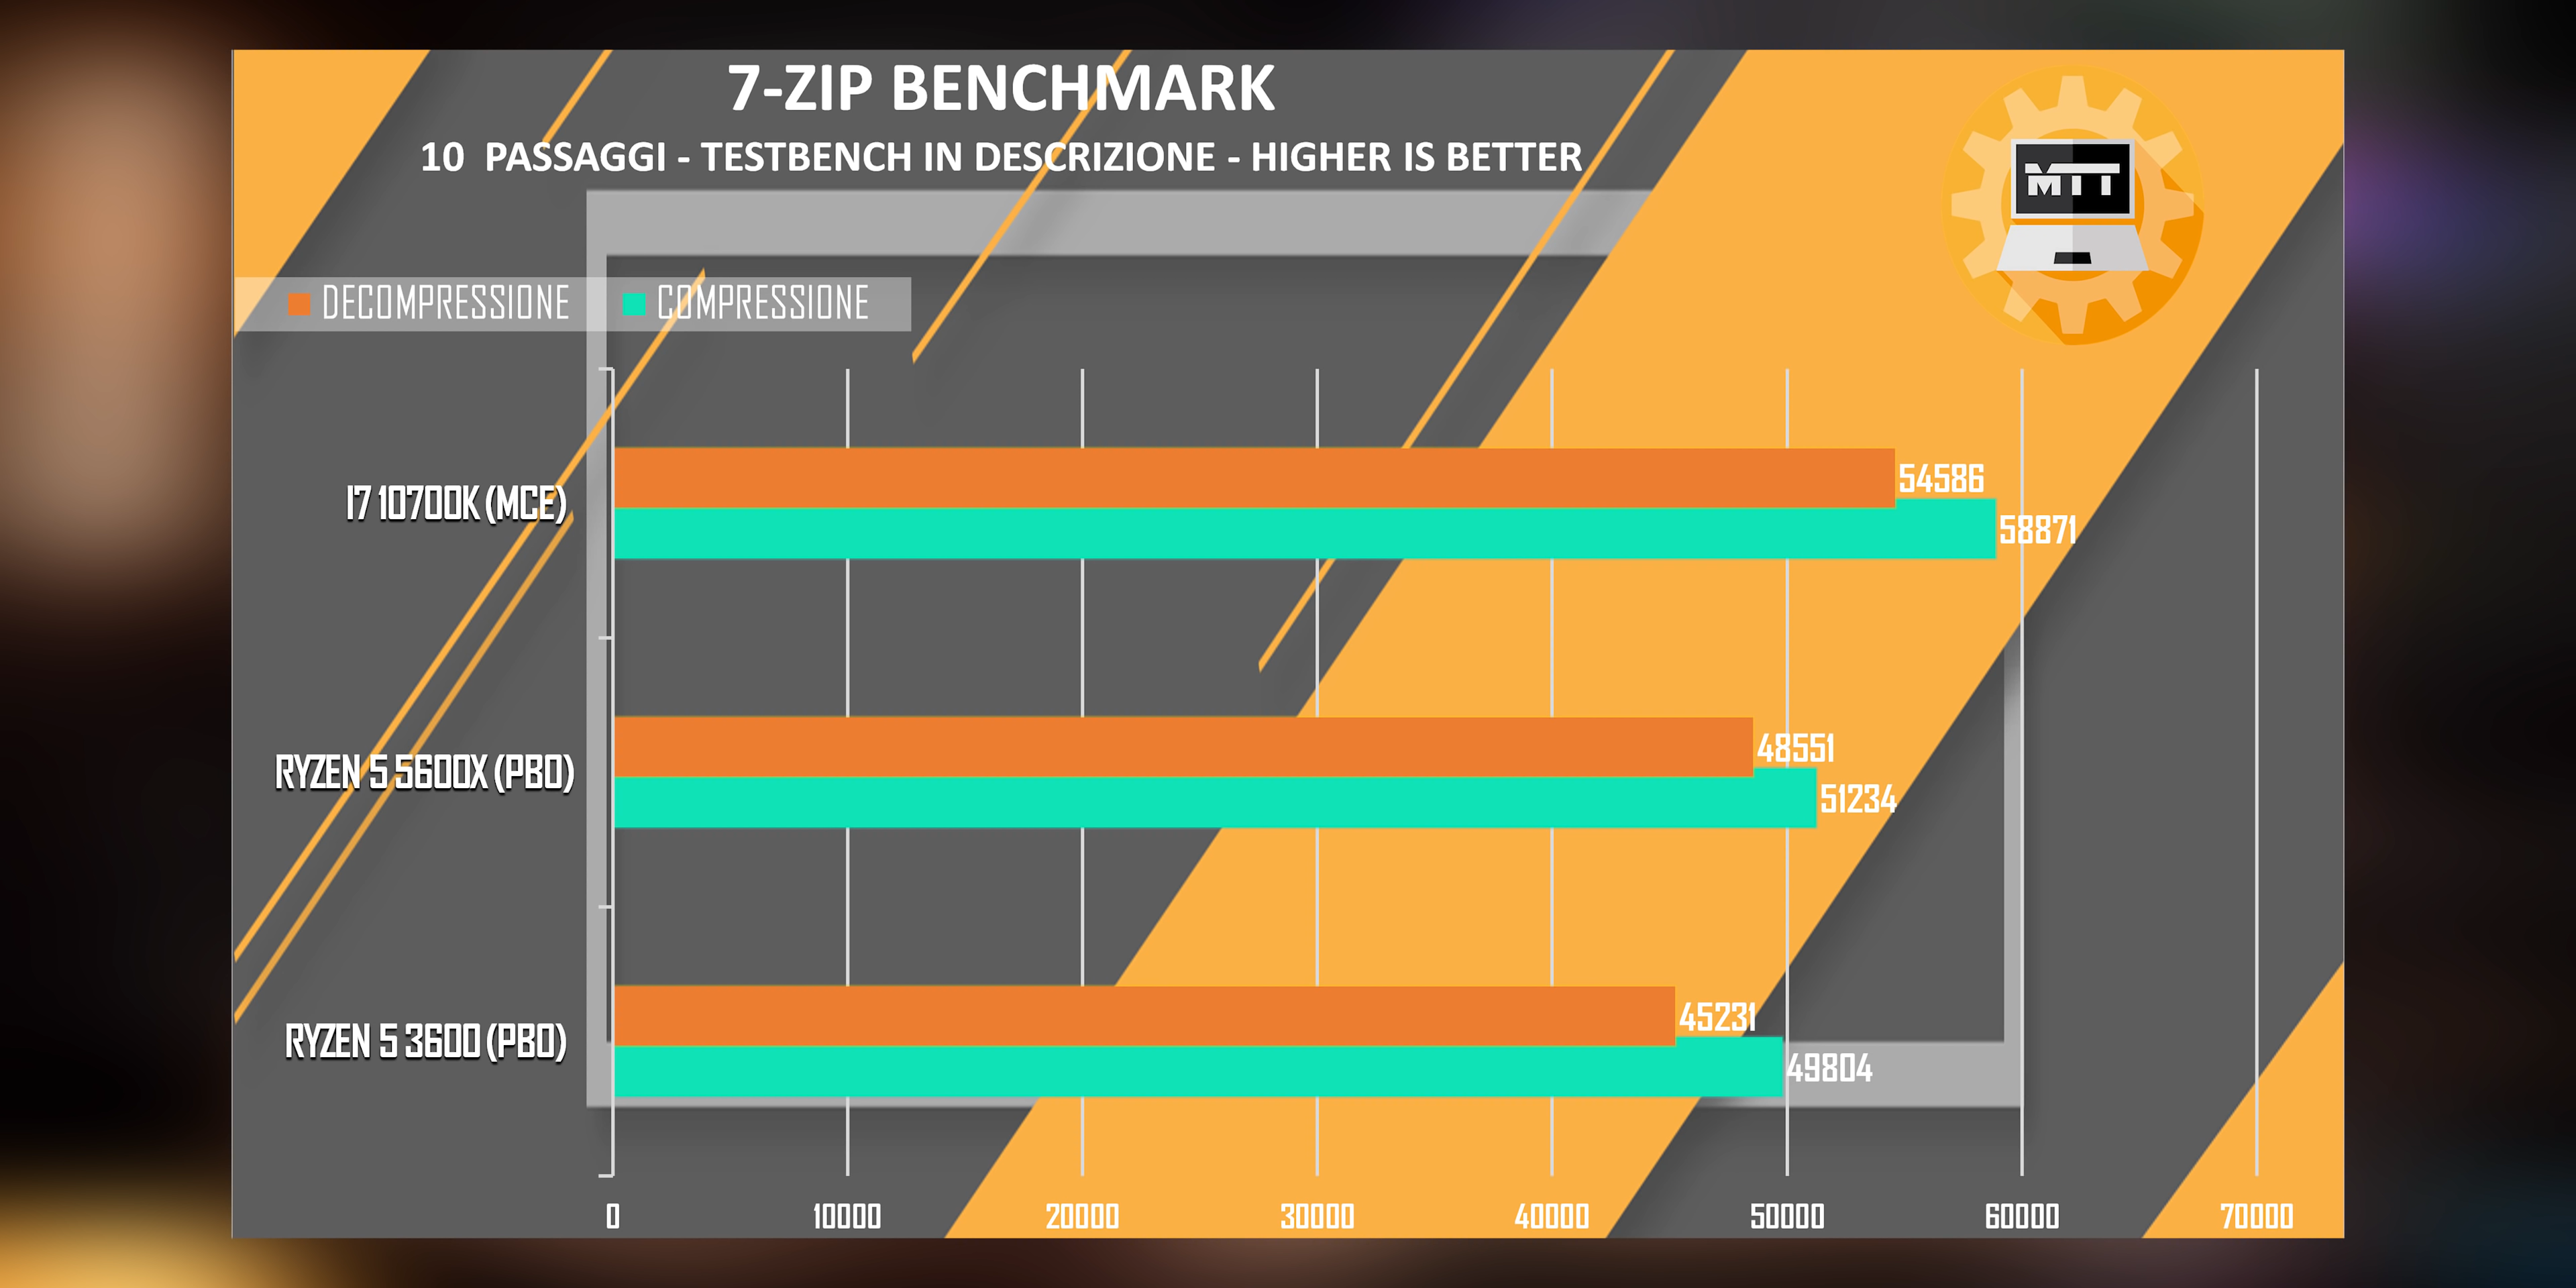 7-ZIP BENCHMARK
10 PASSAGGI - TESTBENCH IN DESCRIZIONE - HIGHER IS BETTER
MTT
DECOMPRESSIONE COMPRESSIONE
I7 10700K (MCE)
54586
58871
RYZEN 5 5600X (PBO)
48551
51234
RYZEN 5 3600 (PBO)
45231
49804
0 10000 20000 30000 40000 50000 60000 70000